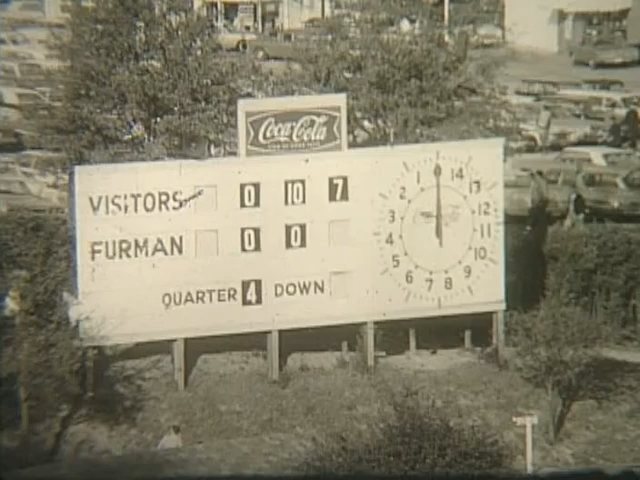 Coca-Cola
VISITORS 0 10 7
FURMAN 0 0
QUARTER 4 DOWN
1 14
2 13
3 12
4 11
5 10
6 7 8 9